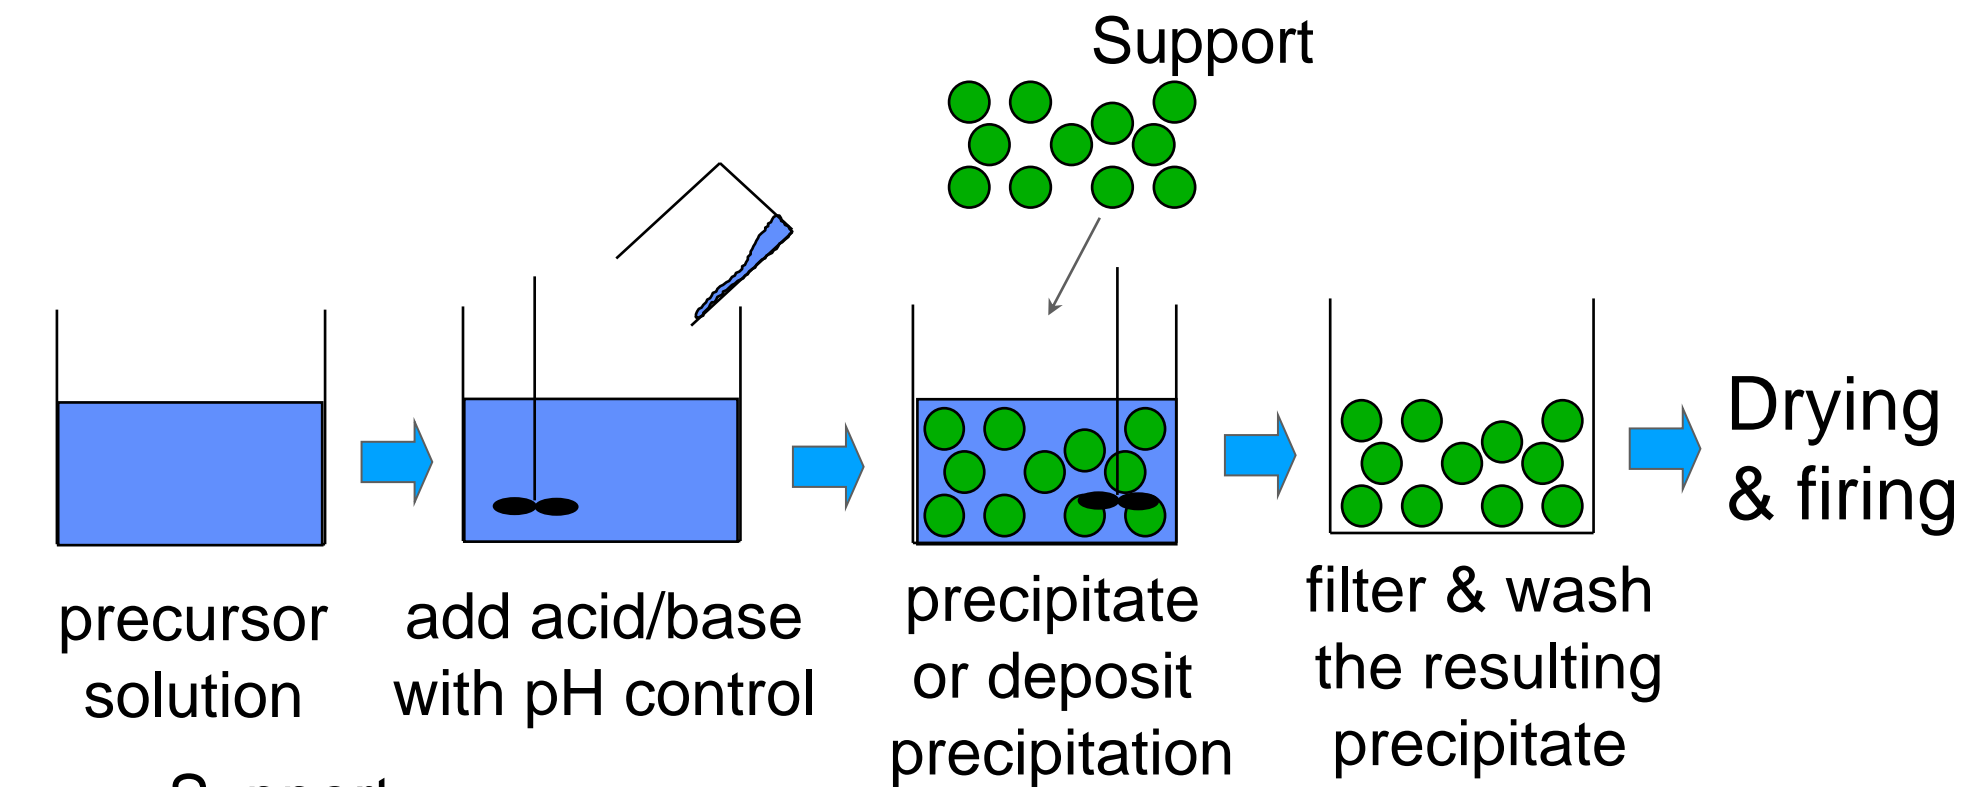 Support
precursor
solution
add acid/base
with pH control
precipitate
or deposit
precipitation
filter & wash
the resulting
precipitate
Drying
& firing
Support